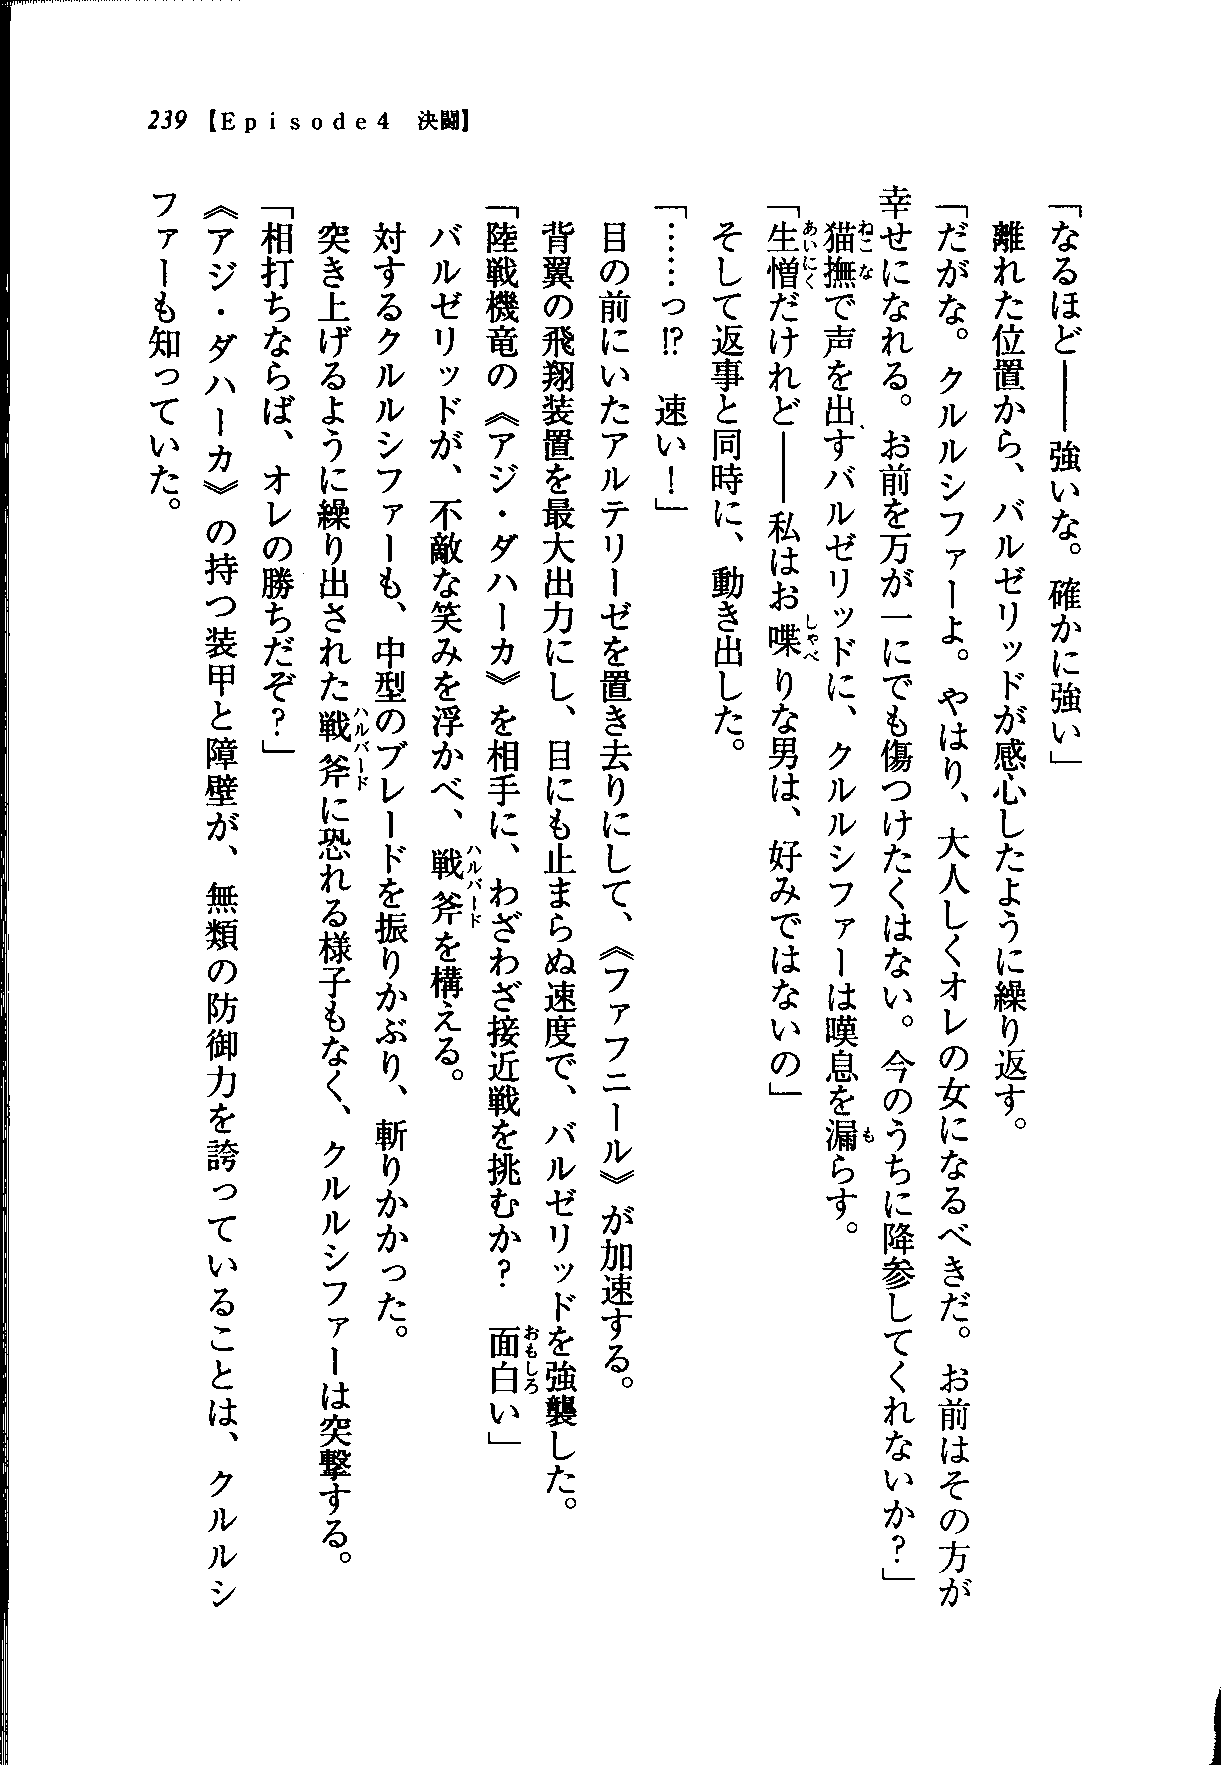 239 【Episode4 決闘】
「なるほど――強いな。確かに強い」
離れた位置から、バルゼリッドが感心したように繰り返す。
「だがな。クルルシファーよ。やはり、大人しくオレの女になるべきだ。お前はその方が
幸せになれる。お前を万が一にでも傷つけたくはない。今のうちに降参してくれないか？」
猫撫で声を出すバルゼリッドに、クルルシファーは嘆息を漏らす。
「生憎だけれど――私はお喋りな男は、好みではないの」
そして返事と同時に、動き出した。
「……っ!?　速い！」
目の前にいたアルテリーゼを置き去りにして、《ファフニール》が加速する。
背翼の飛翔装置を最大出力にし、目にも止まらぬ速度で、バルゼリッドを強襲した。
「陸戦機竜の《アジ・ダハーカ》を相手に、わざわざ接近戦を挑むか？　面白い」
バルゼリッドが、不敵な笑みを浮かべ、戦斧を構える。
対するクルルシファーも、中型のブレードを振りかぶり、斬りかかった。
突き上げるように繰り出された戦斧に恐れる様子もなく、クルルシファーは突撃する。
「相打ちならば、オレの勝ちだぞ？」
《アジ・ダハーカ》の持つ装甲と障壁が、無類の防御力を誇っていることは、クルルシ
ファーも知っていた。